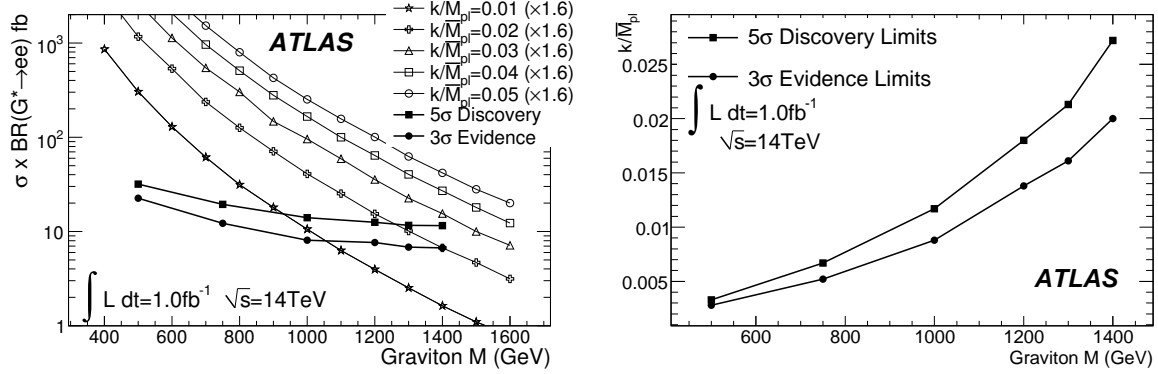 k/M̅pl=0.01 (×1.6)
k/M̅pl=0.02 (×1.6)
k/M̅pl=0.03 (×1.6)
k/M̅pl=0.04 (×1.6)
k/M̅pl=0.05 (×1.6)
5σ Discovery
3σ Evidence
ATLAS
σ x BR(G*→ee) fb
10³
10²
10
1
∫ L dt=1.0fb⁻¹ √s=14TeV
400 600 800 1000 1200 1400 1600
Graviton M (GeV)
k/M̅pl
5σ Discovery Limits
3σ Evidence Limits
∫ L dt=1.0fb⁻¹
√s=14TeV
0.025
0.02
0.015
0.01
0.005
ATLAS
600 800 1000 1200 1400
Graviton M (GeV)